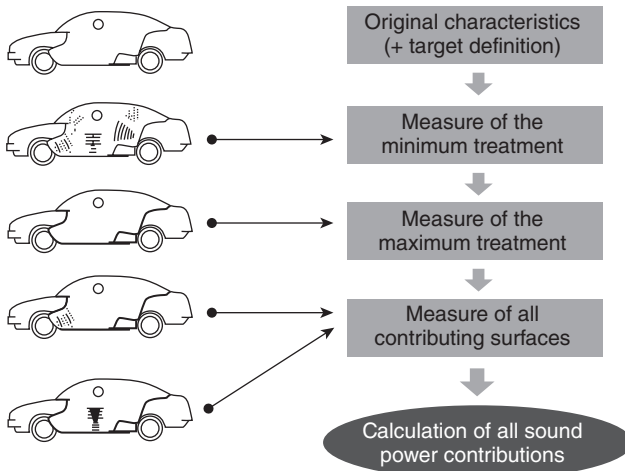 Original characteristics
(+ target definition)
Measure of the
minimum treatment
Measure of the
maximum treatment
Measure of all
contributing surfaces
Calculation of all sound
power contributions